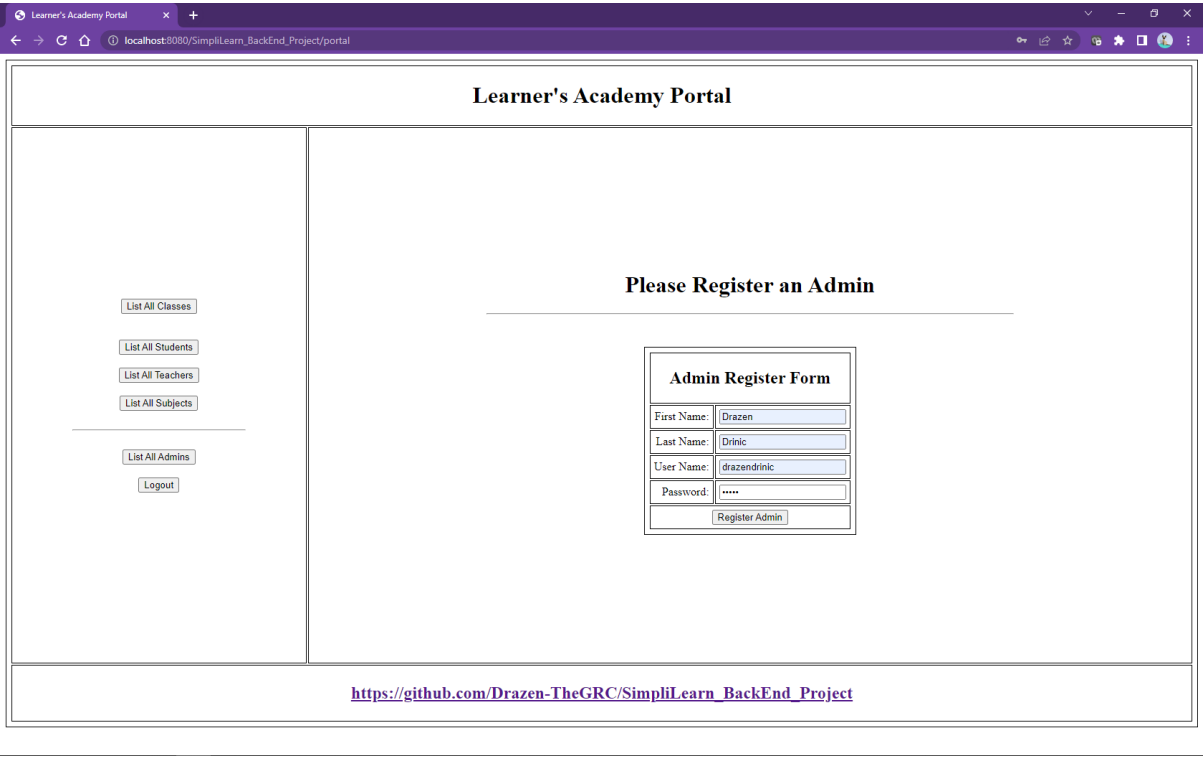 Learner's Academy Portal
localhost:8080/SimpliLearn_BackEnd_Project/portal
Learner's Academy Portal
List All Classes
List All Students
List All Teachers
List All Subjects
List All Admins
Logout
Please Register an Admin
Admin Register Form
First Name: Drazen
Last Name: Drinic
User Name: drazendrinic
Password: •••••
Register Admin
https://github.com/Drazen-TheGRC/SimpliLearn_BackEnd_Project